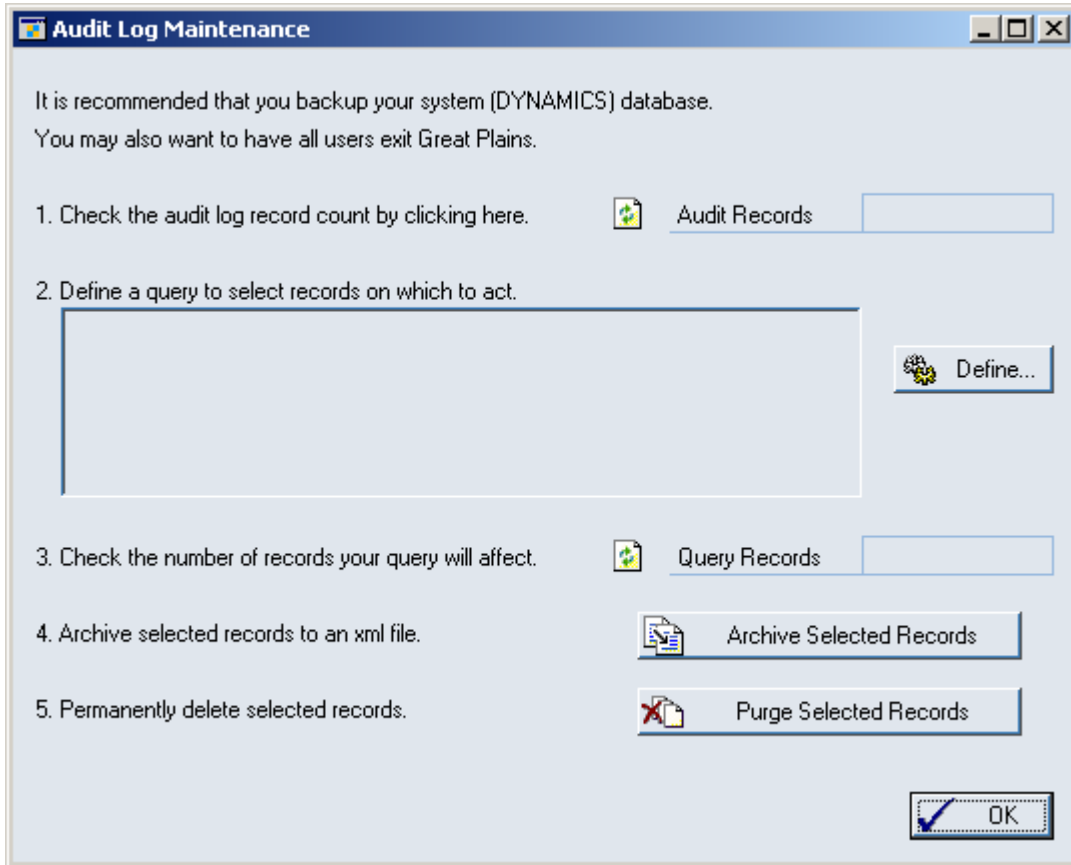 Audit Log Maintenance
It is recommended that you backup your system (DYNAMICS) database.
You may also want to have all users exit Great Plains.
1. Check the audit log record count by clicking here. Audit Records
2. Define a query to select records on which to act.
Define...
3. Check the number of records your query will affect. Query Records
4. Archive selected records to an xml file. Archive Selected Records
5. Permanently delete selected records. Purge Selected Records
OK